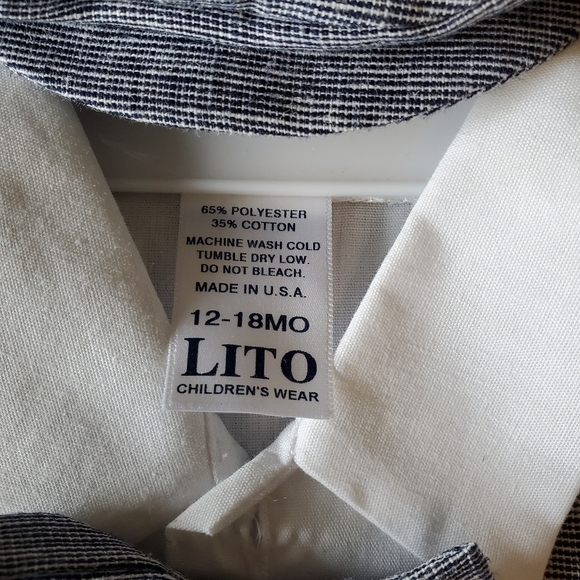 65% POLYESTER
35% COTTON
MACHINE WASH COLD
TUMBLE DRY LOW.
DO NOT BLEACH.
MADE IN U.S.A.
12-18MO
LITO
CHILDREN'S WEAR